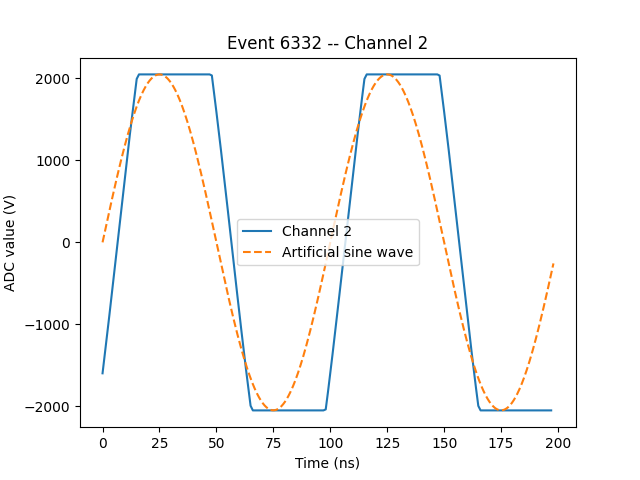 Event 6332 -- Channel 2
ADC value (V)
2000
1000
0
−1000
−2000
Channel 2
Artificial sine wave
0
25
50
75
100
125
150
175
200
Time (ns)